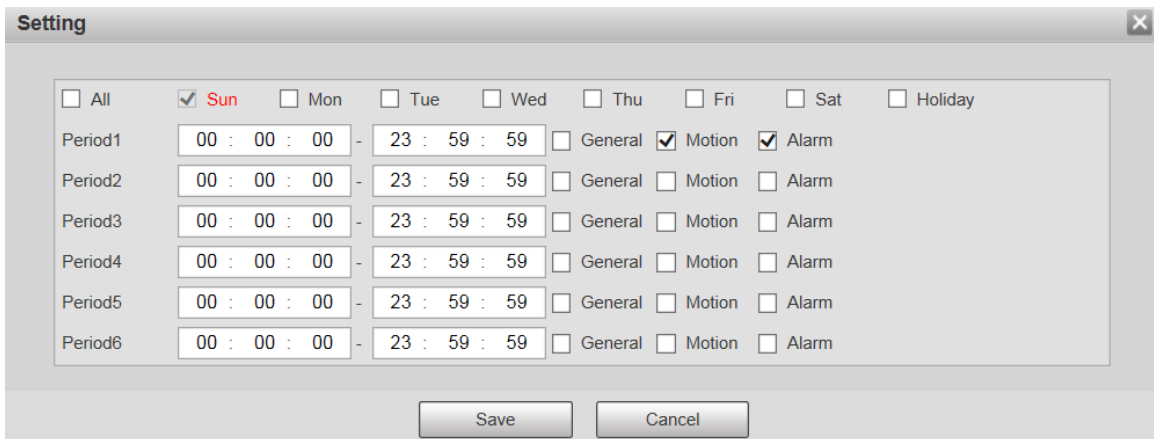 Setting
All Sun Mon Tue Wed Thu Fri Sat Holiday
Period1 00 : 00 : 00 - 23 : 59 : 59 General Motion Alarm
Period2 00 : 00 : 00 - 23 : 59 : 59 General Motion Alarm
Period3 00 : 00 : 00 - 23 : 59 : 59 General Motion Alarm
Period4 00 : 00 : 00 - 23 : 59 : 59 General Motion Alarm
Period5 00 : 00 : 00 - 23 : 59 : 59 General Motion Alarm
Period6 00 : 00 : 00 - 23 : 59 : 59 General Motion Alarm
Save Cancel